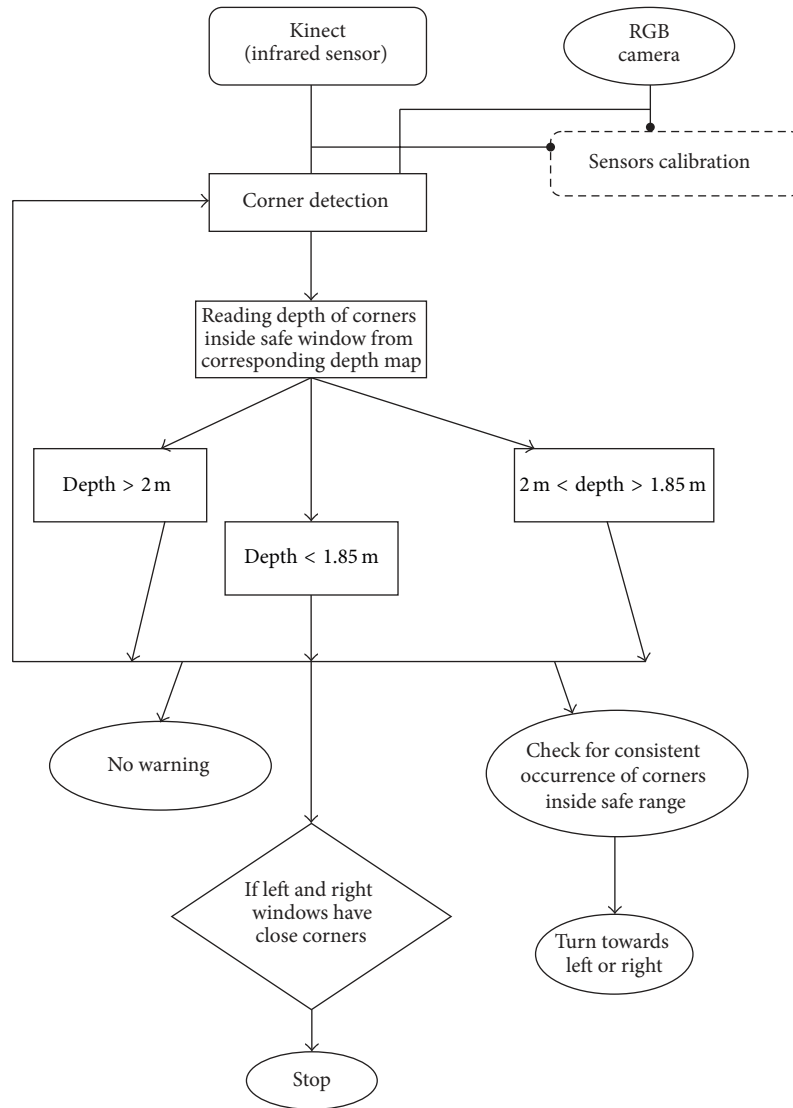 Kinect
(infrared sensor)
RGB
camera
Sensors calibration
Corner detection
Reading depth of corners
inside safe window from
corresponding depth map
Depth > 2 m
Depth < 1.85 m
2 m < depth > 1.85 m
No warning
Check for consistent
occurrence of corners
inside safe range
If left and right
windows have
close corners
Turn towards
left or right
Stop